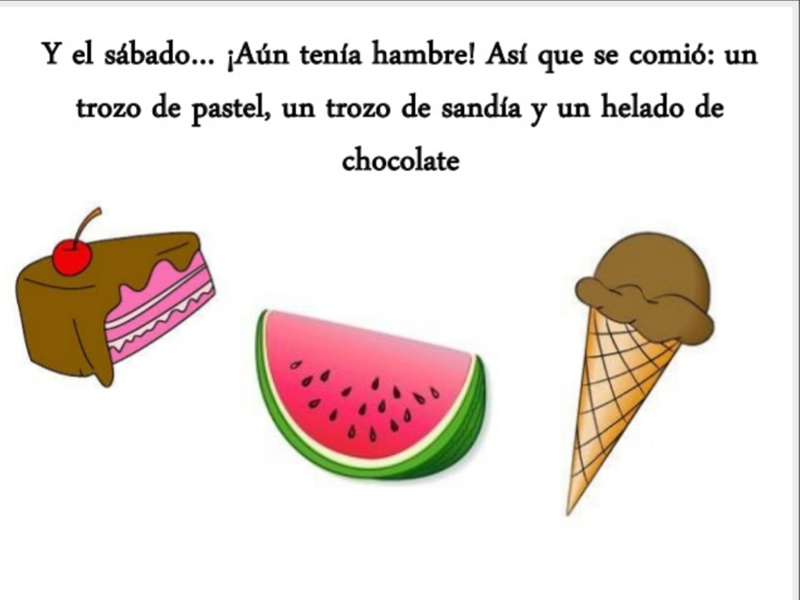 Y el sábado... ¡Aún tenía hambre! Así que se comió: un
trozo de pastel, un trozo de sandía y un helado de
chocolate